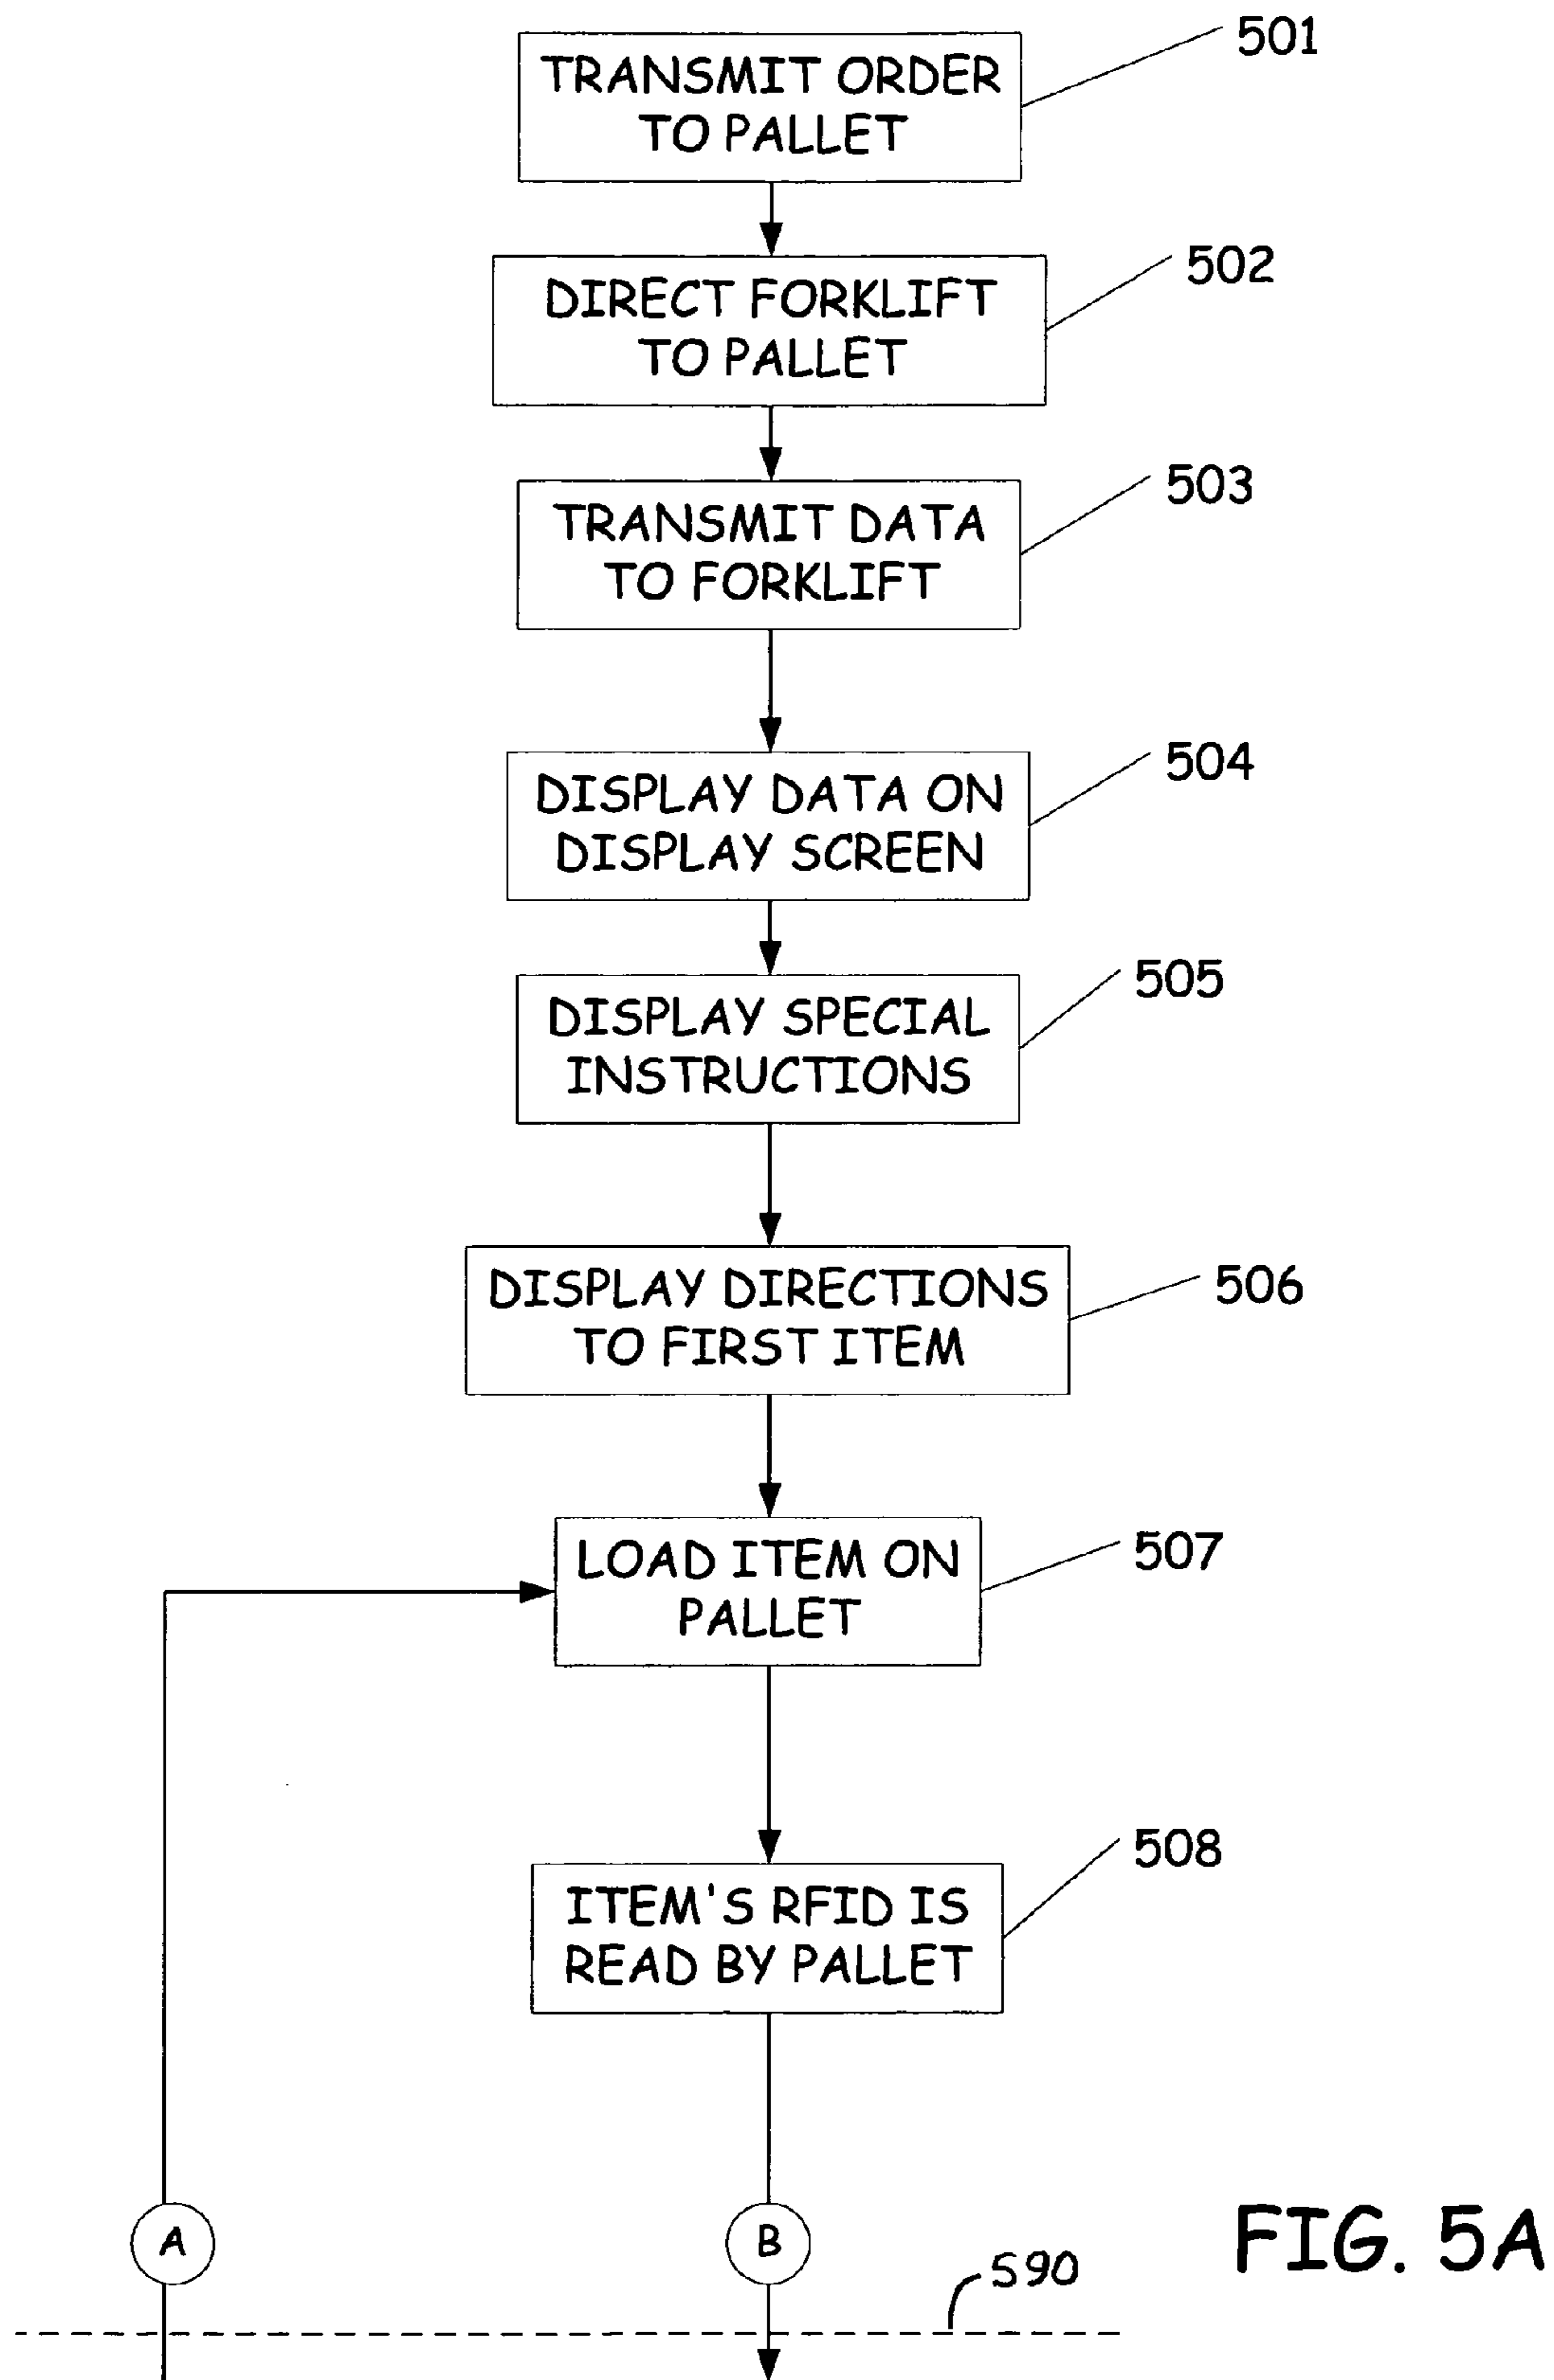 501
TRANSMIT ORDER
TO PALLET
502
DIRECT FORKLIFT
TO PALLET
503
TRANSMIT DATA
TO FORKLIFT
504
DISPLAY DATA ON
DISPLAY SCREEN
505
DISPLAY SPECIAL
INSTRUCTIONS
506
DISPLAY DIRECTIONS
TO FIRST ITEM
507
LOAD ITEM ON
PALLET
508
ITEM'S RFID IS
READ BY PALLET
A
B
590
FIG. 5A